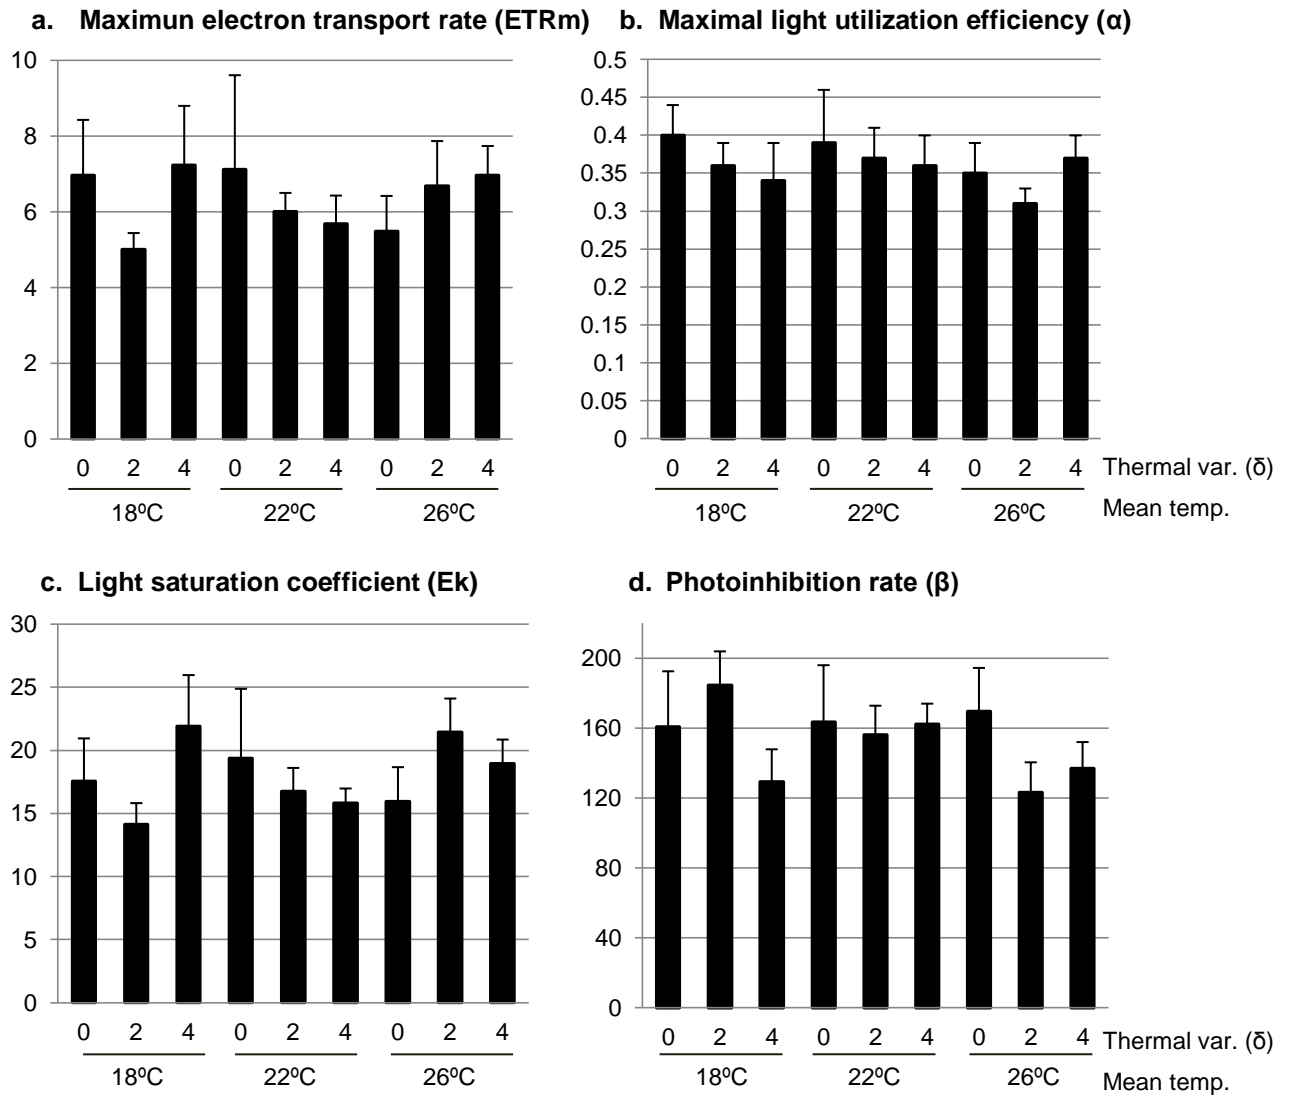 a. Maximun electron transport rate (ETRm)
10
8
6
4
2
0
0 2 4 0 2 4 0 2 4
18ºC 22ºC 26ºC
b. Maximal light utilization efficiency (α)
0.5
0.45
0.4
0.35
0.3
0.25
0.2
0.15
0.1
0.05
0
0 2 4 0 2 4 0 2 4 Thermal var. (δ)
18ºC 22ºC 26ºC Mean temp.
c. Light saturation coefficient (Ek)
30
25
20
15
10
5
0
0 2 4 0 2 4 0 2 4
18ºC 22ºC 26ºC
d. Photoinhibition rate (β)
200
160
120
80
40
0
0 2 4 0 2 4 0 2 4 Thermal var. (δ)
18ºC 22ºC 26ºC Mean temp.